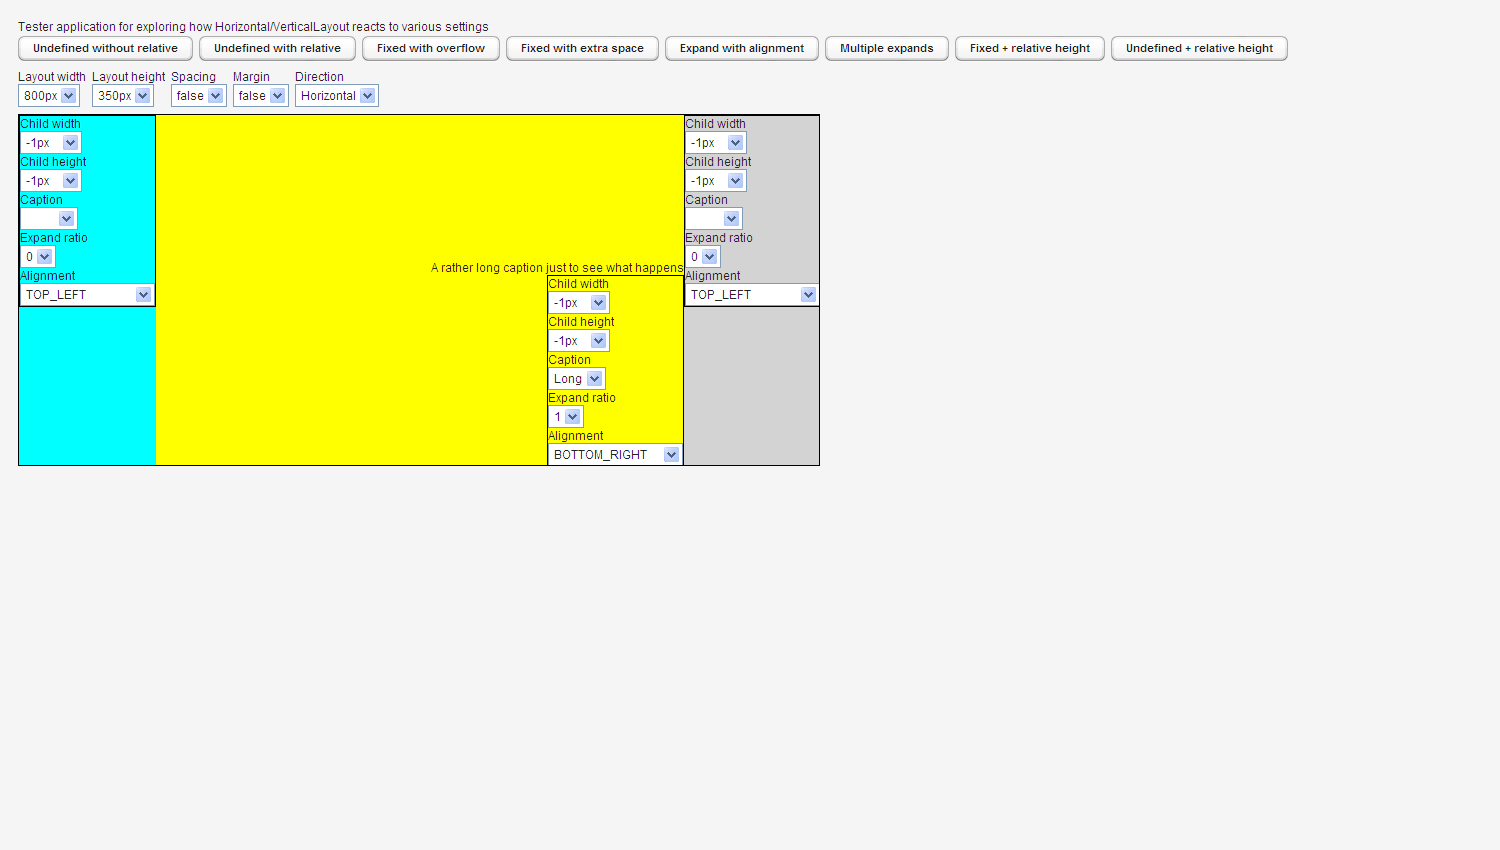 Tester application for exploring how Horizontal/VerticalLayout reacts to various settings
Undefined without relative Undefined with relative Fixed with overflow Fixed with extra space Expand with alignment Multiple expands Fixed + relative height Undefined + relative height
Layout width Layout height Spacing Margin Direction
800px 350px false false Horizontal
Child width
-1px
Child height
-1px
Caption
Expand ratio
0
Alignment
TOP_LEFT
A rather long caption just to see what happens
Child width
-1px
Child height
-1px
Caption
Long
Expand ratio
1
Alignment
BOTTOM_RIGHT
Child width
-1px
Child height
-1px
Caption
Expand ratio
0
Alignment
TOP_LEFT